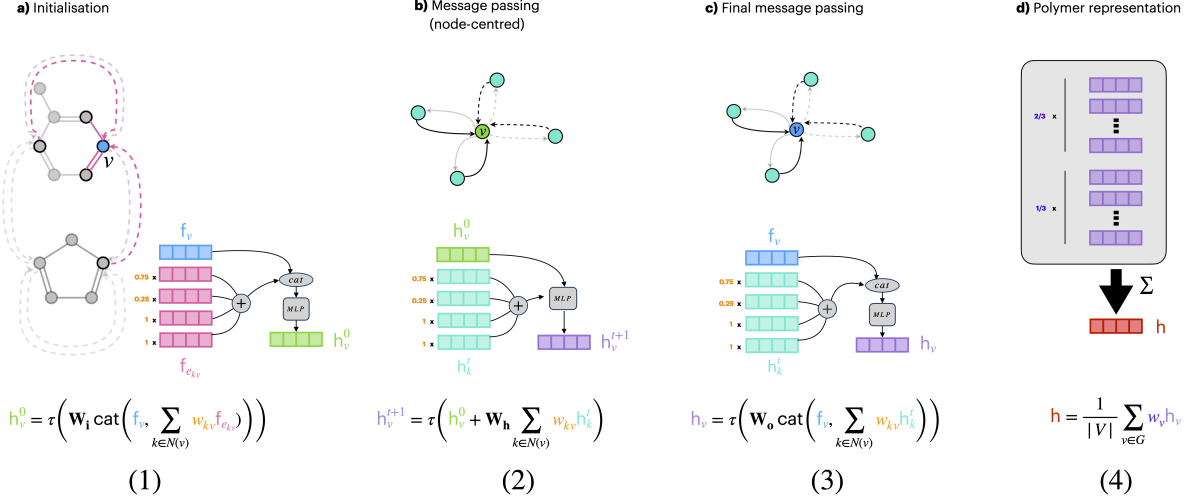 a) Initialisation
v
f_v
0.75 x
0.25 x
1 x
1 x
f_{e_{kv}}
+
cat
MLP
h_v^0
h_v^0 = τ(W_i cat(f_v, ∑_{k∈N(v)} w_{kv}f_{e_{kv}})))
(1)
b) Message passing
(node-centred)
v
h_v^0
0.75 x
0.25 x
1 x
1 x
h_k^t
+
MLP
h_v^{t+1}
h_v^{t+1} = τ(h_v^0 + W_h ∑_{k∈N(v)} w_{kv}h_k^t)
(2)
c) Final message passing
v
f_v
0.75 x
0.25 x
1 x
1 x
h_k^t
+
cat
MLP
h_v
h_v = τ(W_o cat(f_v, ∑_{k∈N(v)} w_{kv}h_k^t))
(3)
d) Polymer representation
2/3 x
1/3 x
Σ
h
h = 1/|V| ∑_{v∈G} w_v h_v
(4)